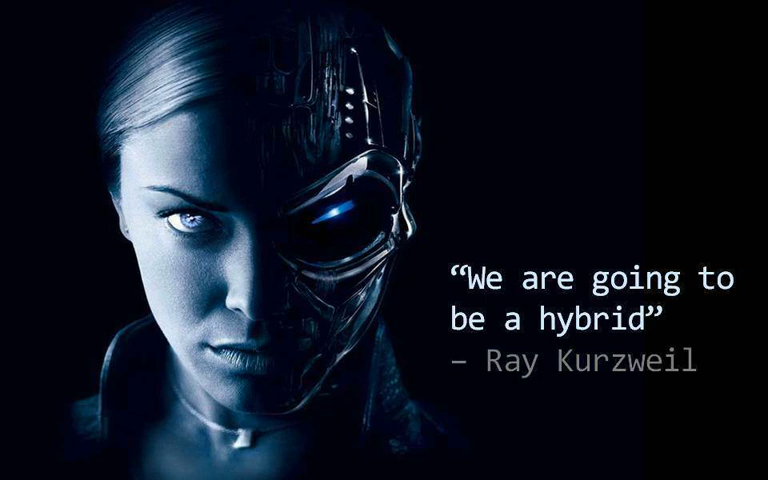 “We are going to
be a hybrid”
– Ray Kurzweil